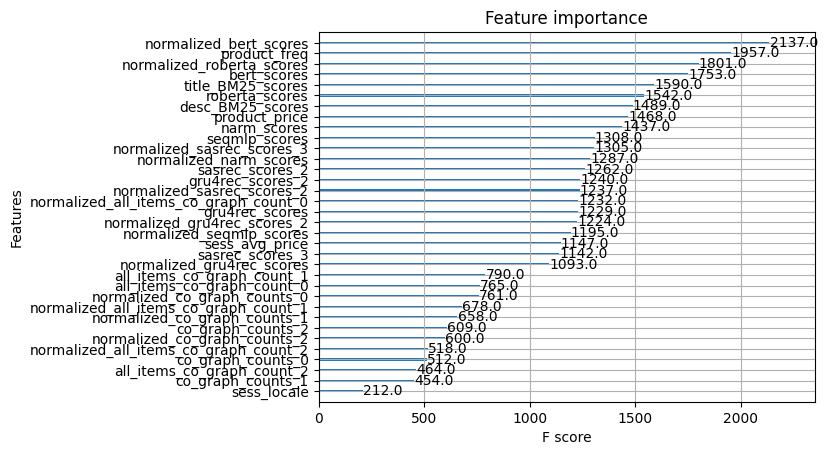 Feature importance
normalized_bert_scores 2137.0
product_freq 1957.0
normalized_roberta_scores 1801.0
bert_scores 1753.0
title_BM25_scores 1590.0
roberta_scores 1542.0
desc_BM25_scores 1489.0
product_price 1468.0
narm_scores 1437.0
seqmlp_scores 1308.0
normalized_sasrec_scores_3 1305.0
normalized_narm_scores 1287.0
sasrec_scores_2 1262.0
gru4rec_scores_2 1240.0
normalized_sasrec_scores_2 1237.0
normalized_all_items_co_graph_count_0 1232.0
gru4rec_scores 1229.0
normalized_gru4rec_scores_2 1224.0
normalized_seqmlp_scores 1195.0
sess_avg_price 1147.0
sasrec_scores_3 1142.0
normalized_gru4rec_scores 1093.0
all_items_co_graph_count_1 790.0
all_items_co_graph_count_0 765.0
normalized_co_graph_counts_0 761.0
normalized_all_items_co_graph_count_1 678.0
normalized_co_graph_counts_1 658.0
co_graph_counts_2 609.0
normalized_co_graph_counts_2 600.0
normalized_all_items_co_graph_count_2 518.0
co_graph_counts_0 512.0
all_items_co_graph_count_2 464.0
co_graph_counts_1 454.0
sess_locale 212.0
Features
0 500 1000 1500 2000
F score